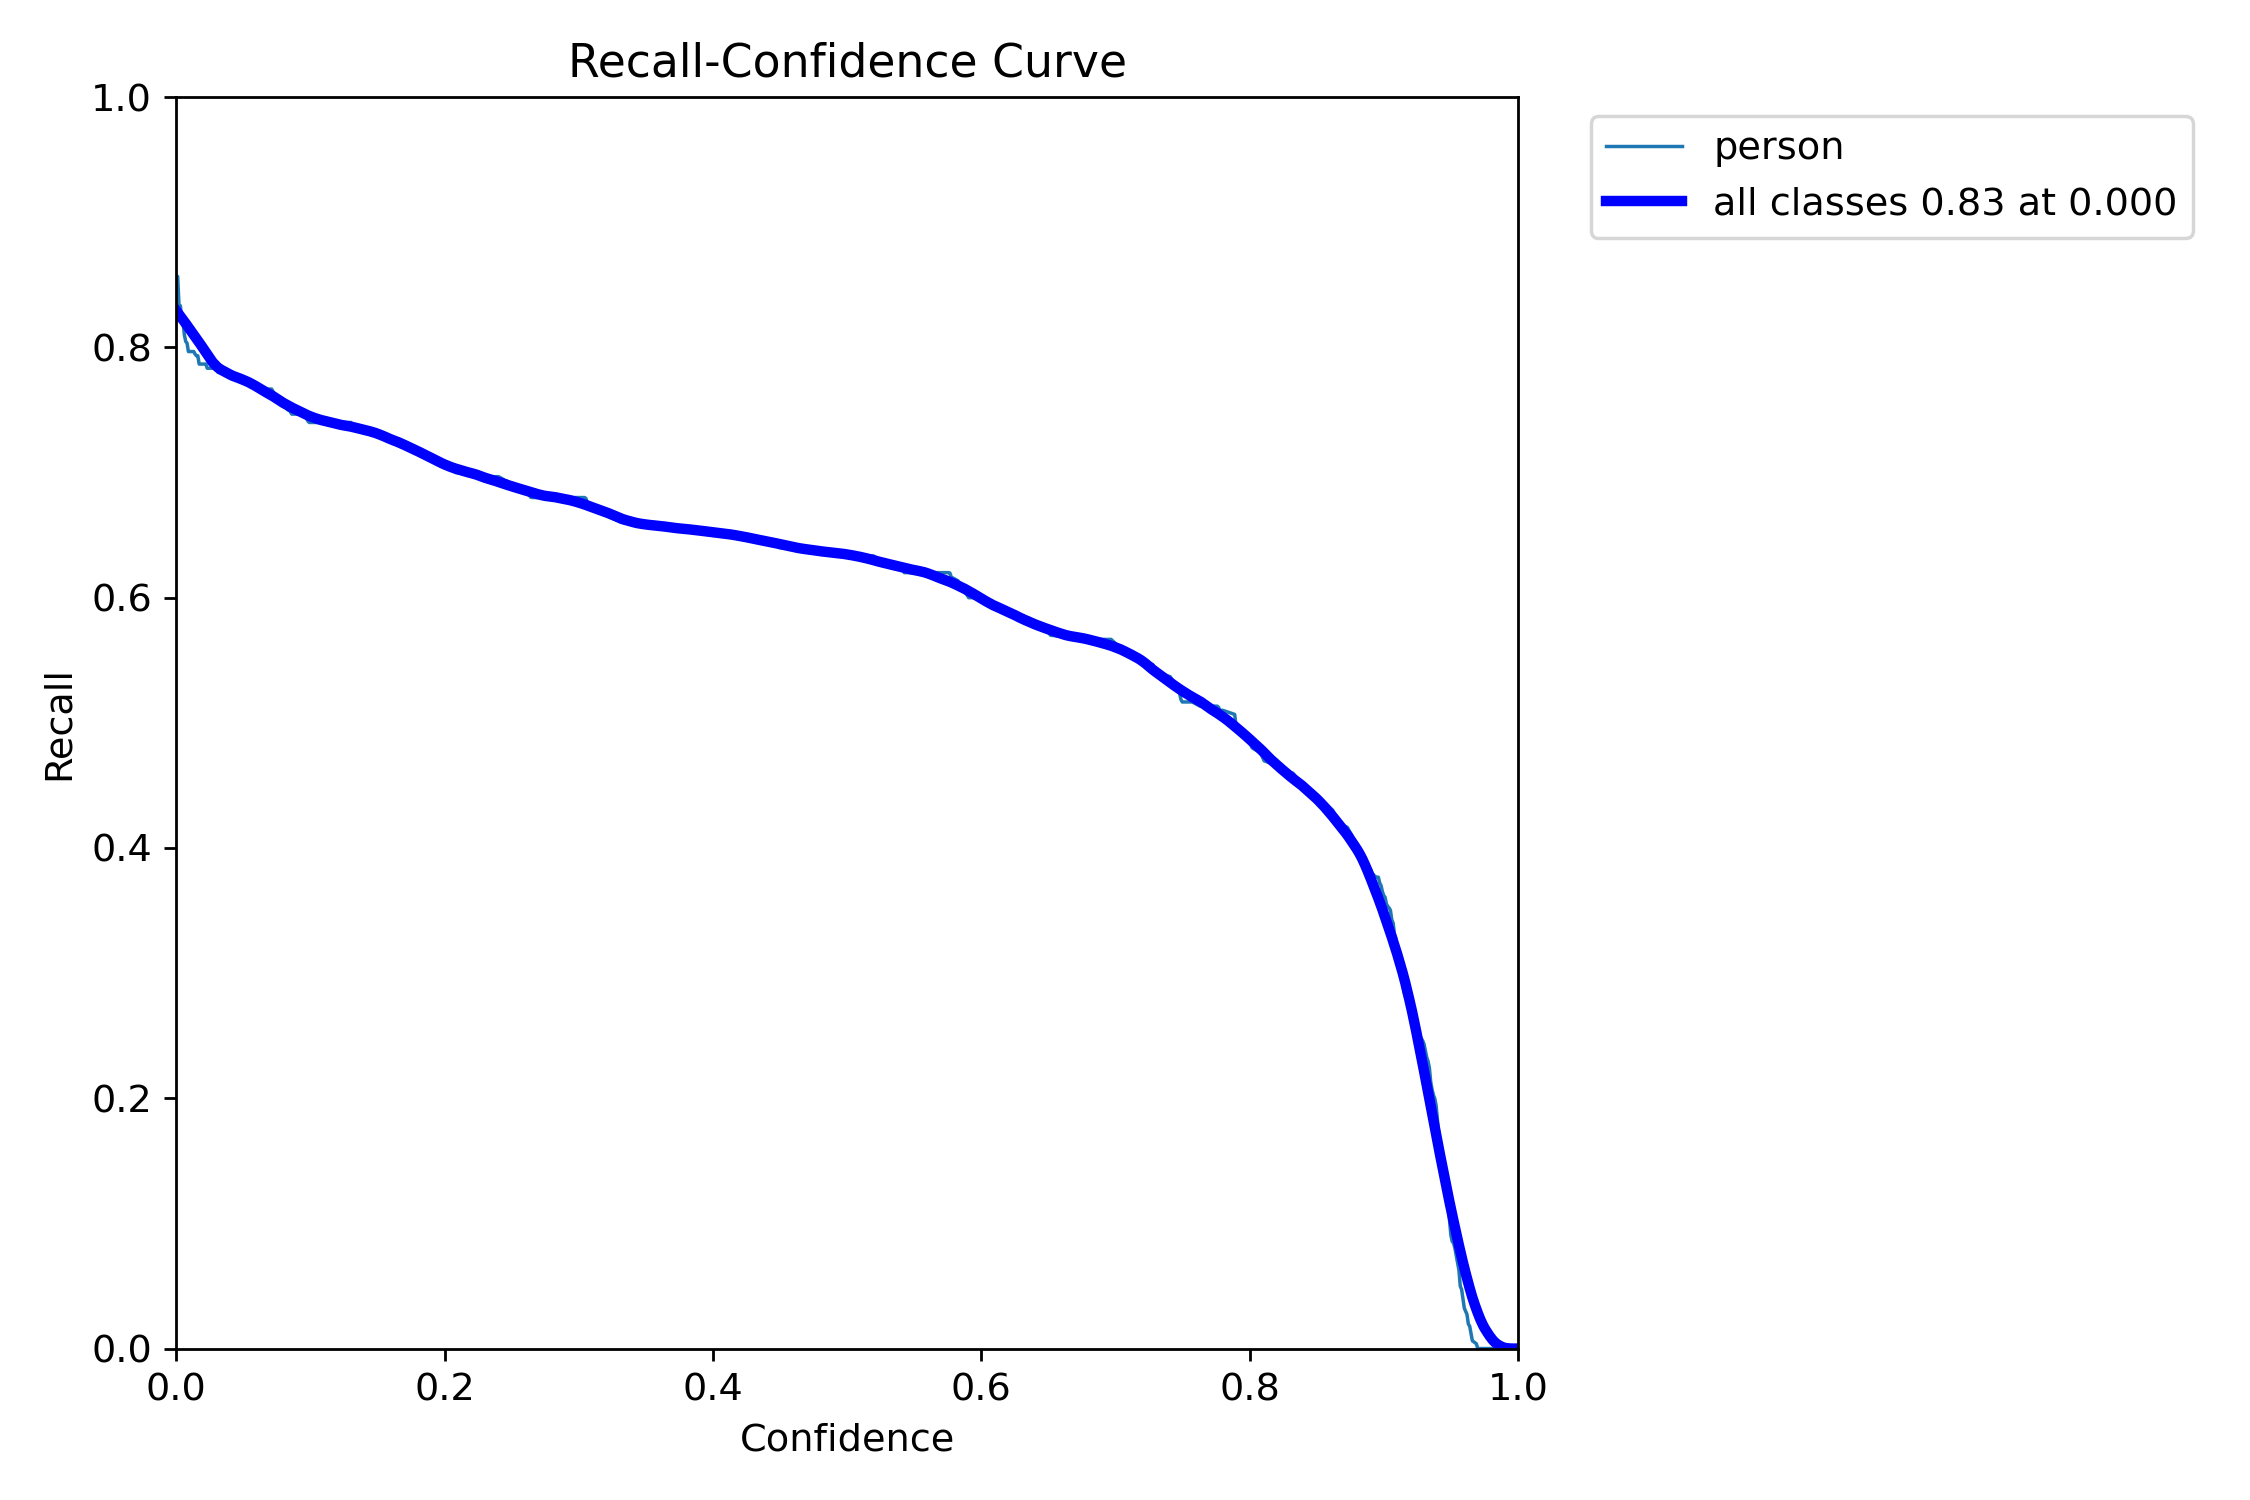 Recall-Confidence Curve
1.0
0.8
0.6
0.4
0.2
0.0
Recall
0.0 0.2 0.4 0.6 0.8 1.0
Confidence
person
all classes 0.83 at 0.000